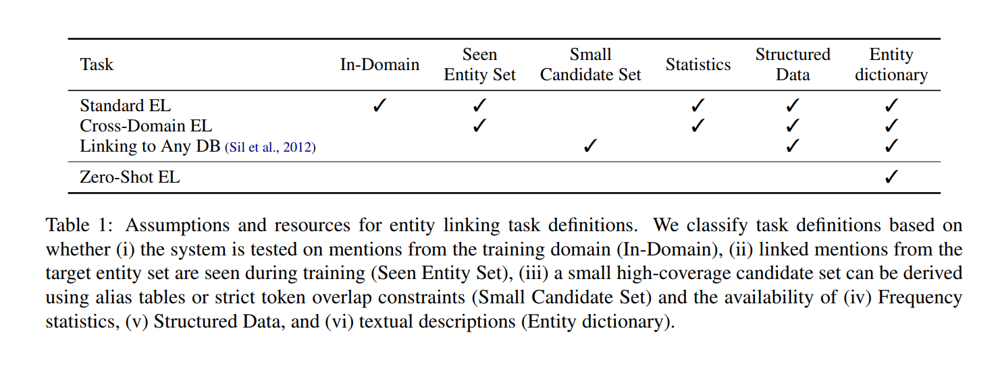 Task In-Domain Seen Entity Set Small Candidate Set Statistics Structured Data Entity dictionary
Standard EL ✓ ✓ ✓ ✓ ✓
Cross-Domain EL ✓ ✓ ✓ ✓
Linking to Any DB (Sil et al., 2012) ✓ ✓ ✓
Zero-Shot EL ✓
Table 1: Assumptions and resources for entity linking task definitions. We classify task definitions based on
whether (i) the system is tested on mentions from the training domain (In-Domain), (ii) linked mentions from the
target entity set are seen during training (Seen Entity Set), (iii) a small high-coverage candidate set can be derived
using alias tables or strict token overlap constraints (Small Candidate Set) and the availability of (iv) Frequency
statistics, (v) Structured Data, and (vi) textual descriptions (Entity dictionary).